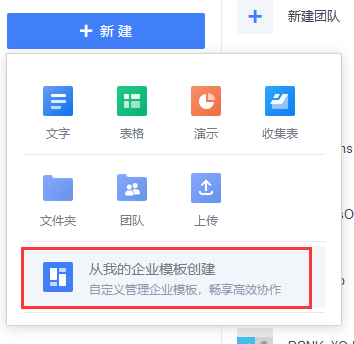 新建
新建团队
文字
表格
演示
收集表
文件夹
团队
上传
从我的企业模板创建
自定义管理企业模板，畅享高效协作